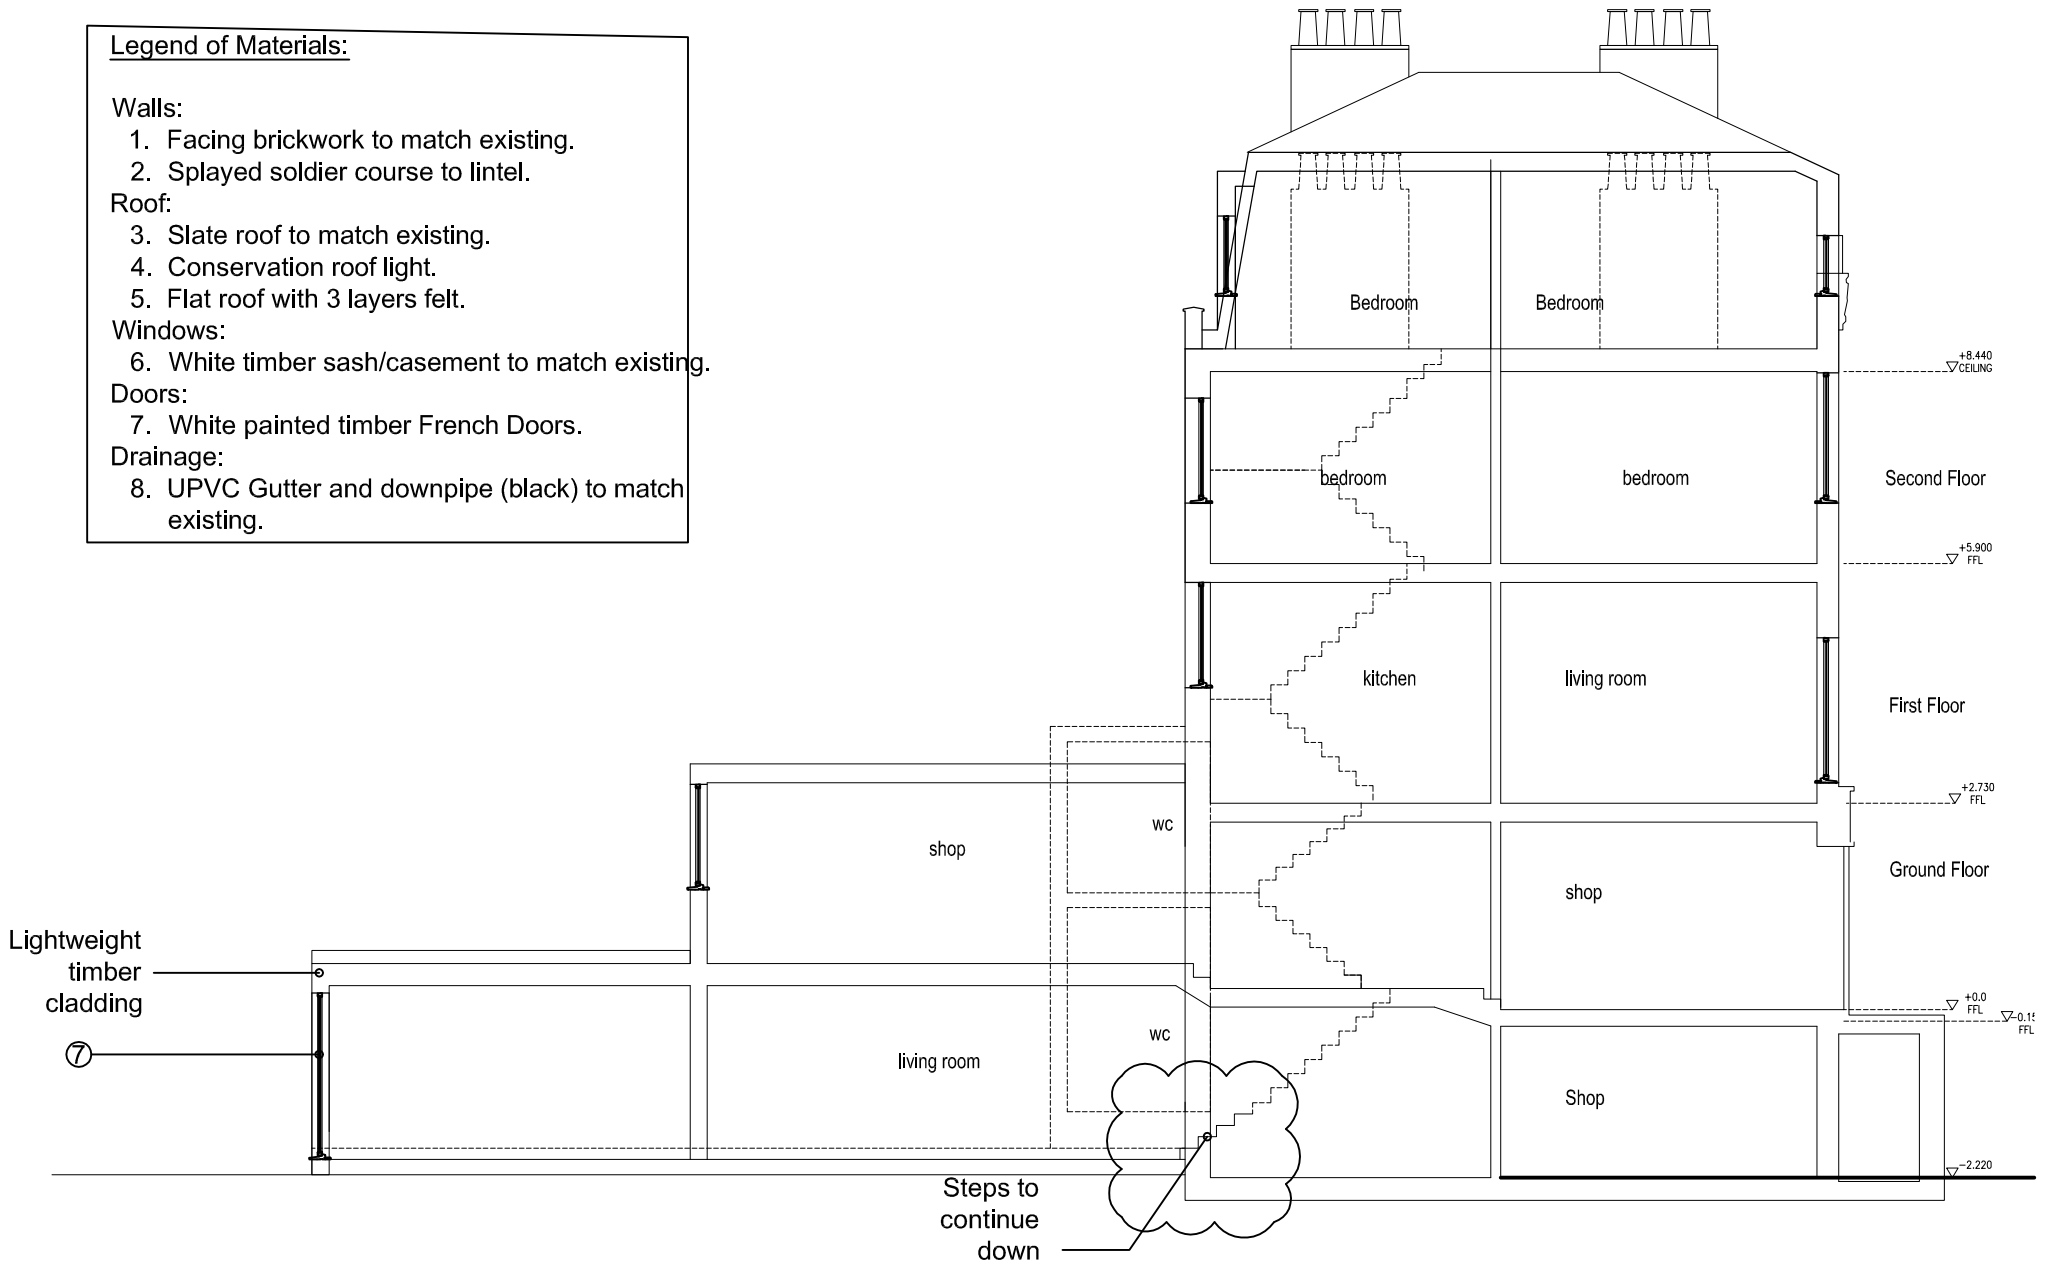 Legend of Materials:
Walls:
1. Facing brickwork to match existing.
2. Splayed soldier course to lintel.
Roof:
3. Slate roof to match existing.
4. Conservation roof light.
5. Flat roof with 3 layers felt.
Windows:
6. White timber sash/casement to match existing.
Doors:
7. White painted timber French Doors.
Drainage:
8. UPVC Gutter and downpipe (black) to match
existing.
Bedroom
Bedroom
+8.440
CEILING
bedroom
bedroom
Second Floor
+5.900
FFL
kitchen
living room
First Floor
+2.730
FFL
shop
wc
shop
Ground Floor
Lightweight
timber
cladding
+0.0
FFL
-0.15
FFL
7
living room
wc
Shop
-2.220
Steps to
continue
down